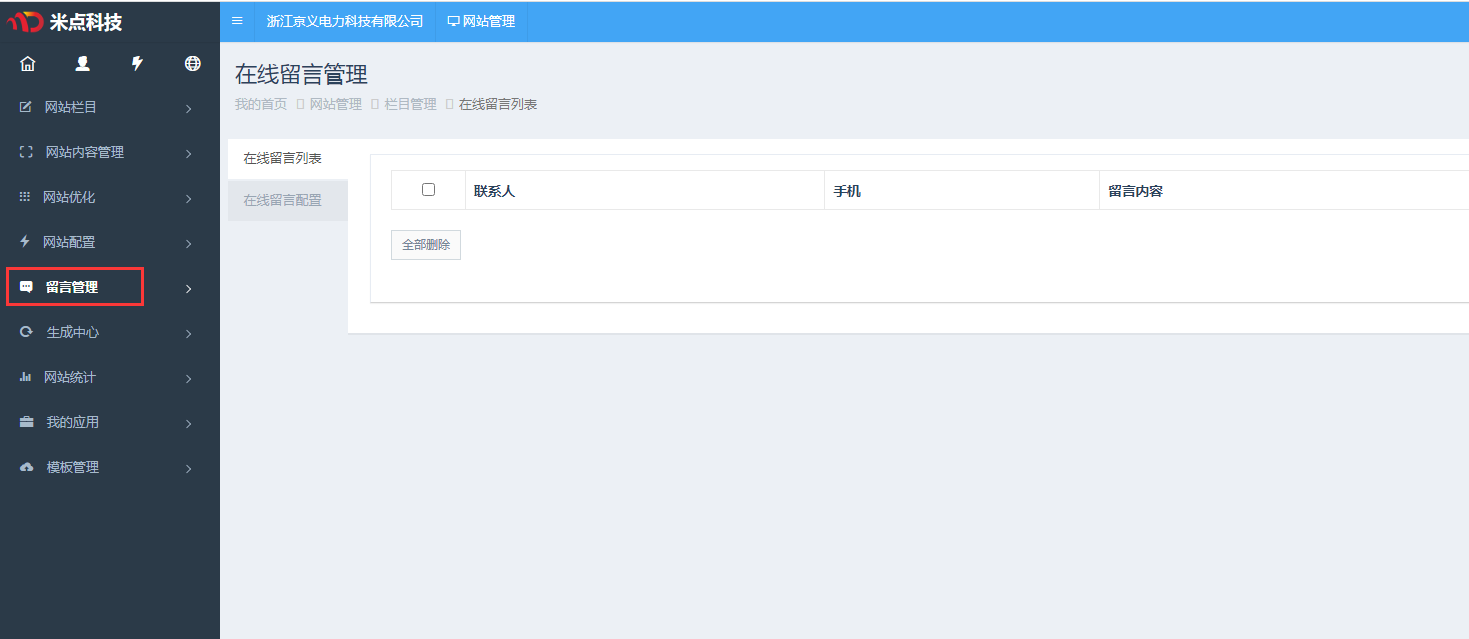 米点科技
浙江京义电力科技有限公司
网站管理
网站栏目
网站内容管理
网站优化
网站配置
留言管理
生成中心
网站统计
我的应用
模板管理
在线留言管理
我的首页 网站管理 栏目管理 在线留言列表
在线留言列表
在线留言配置
联系人 手机 留言内容
全部删除